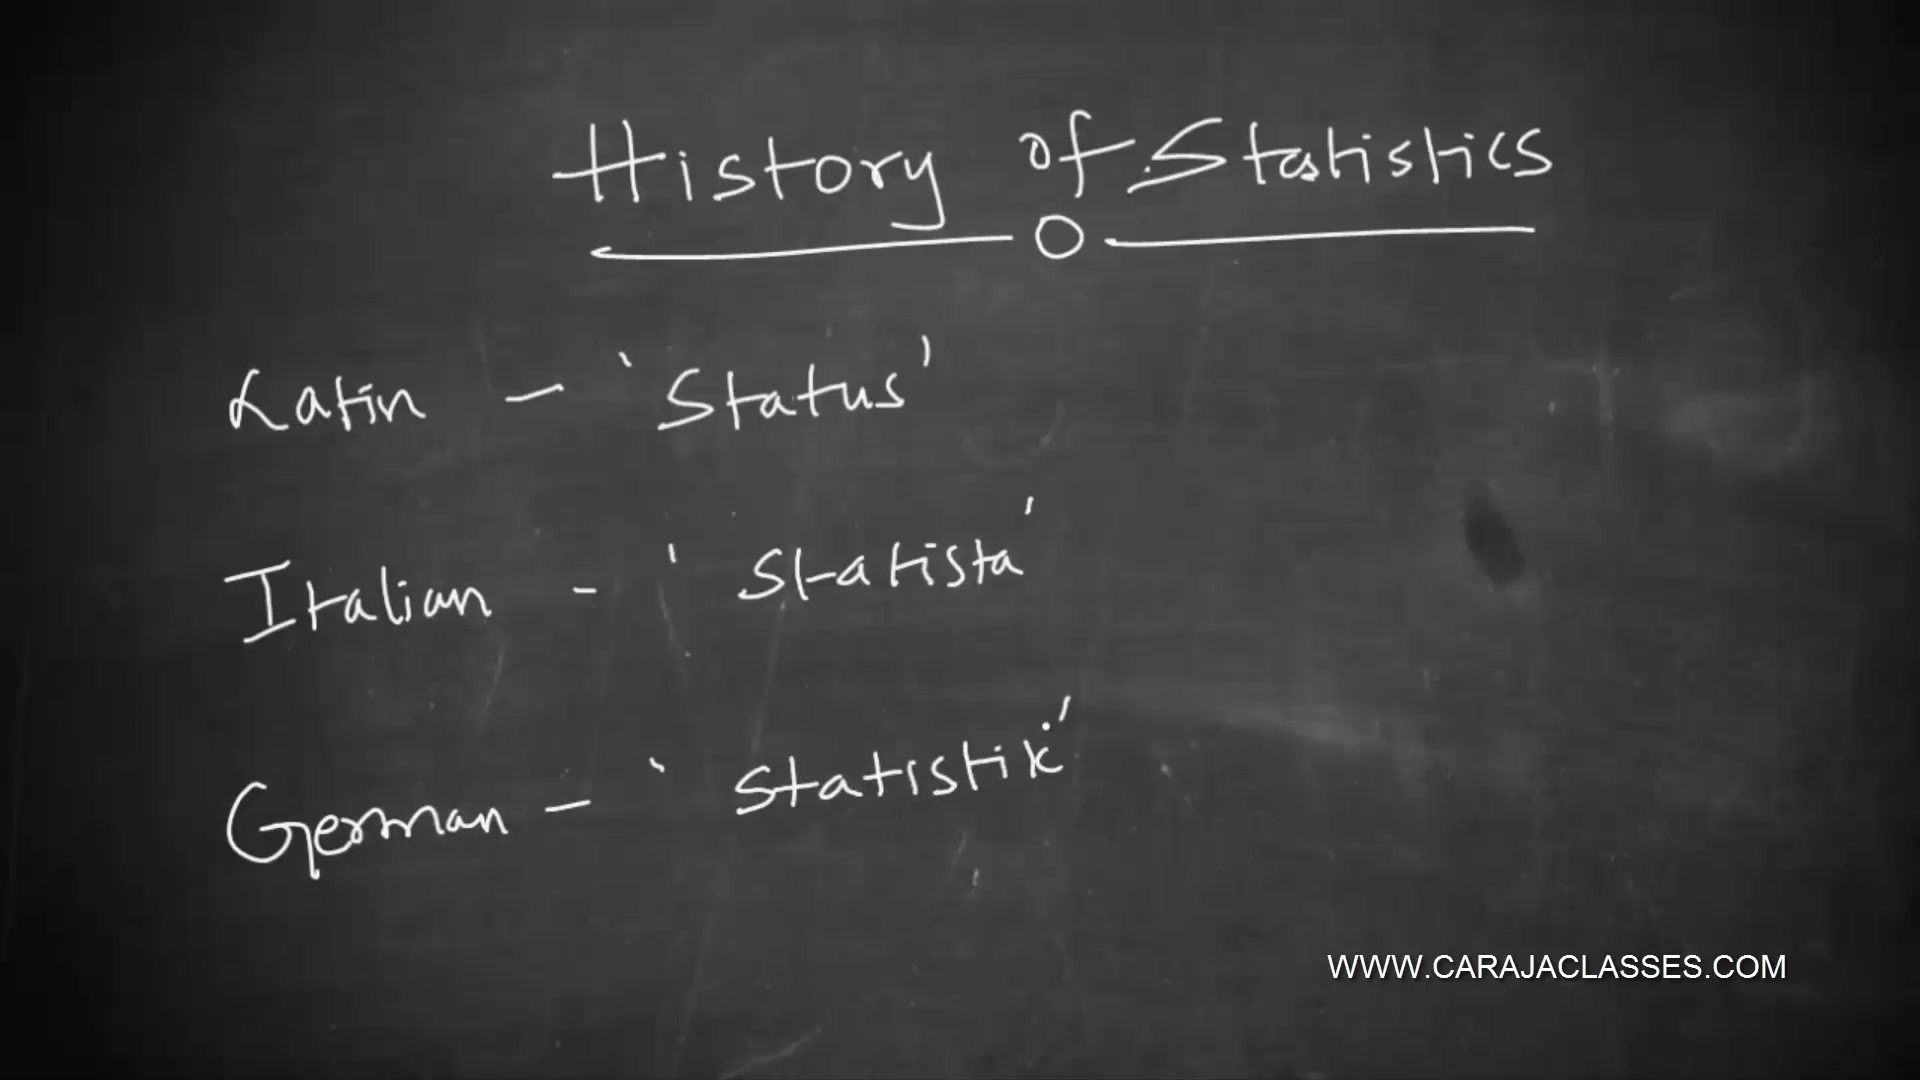 History of Statistics
Latin - 'Status'
Italian - 'Statista'
German - 'Statistik'
WWW.CARAJACLASSES.COM